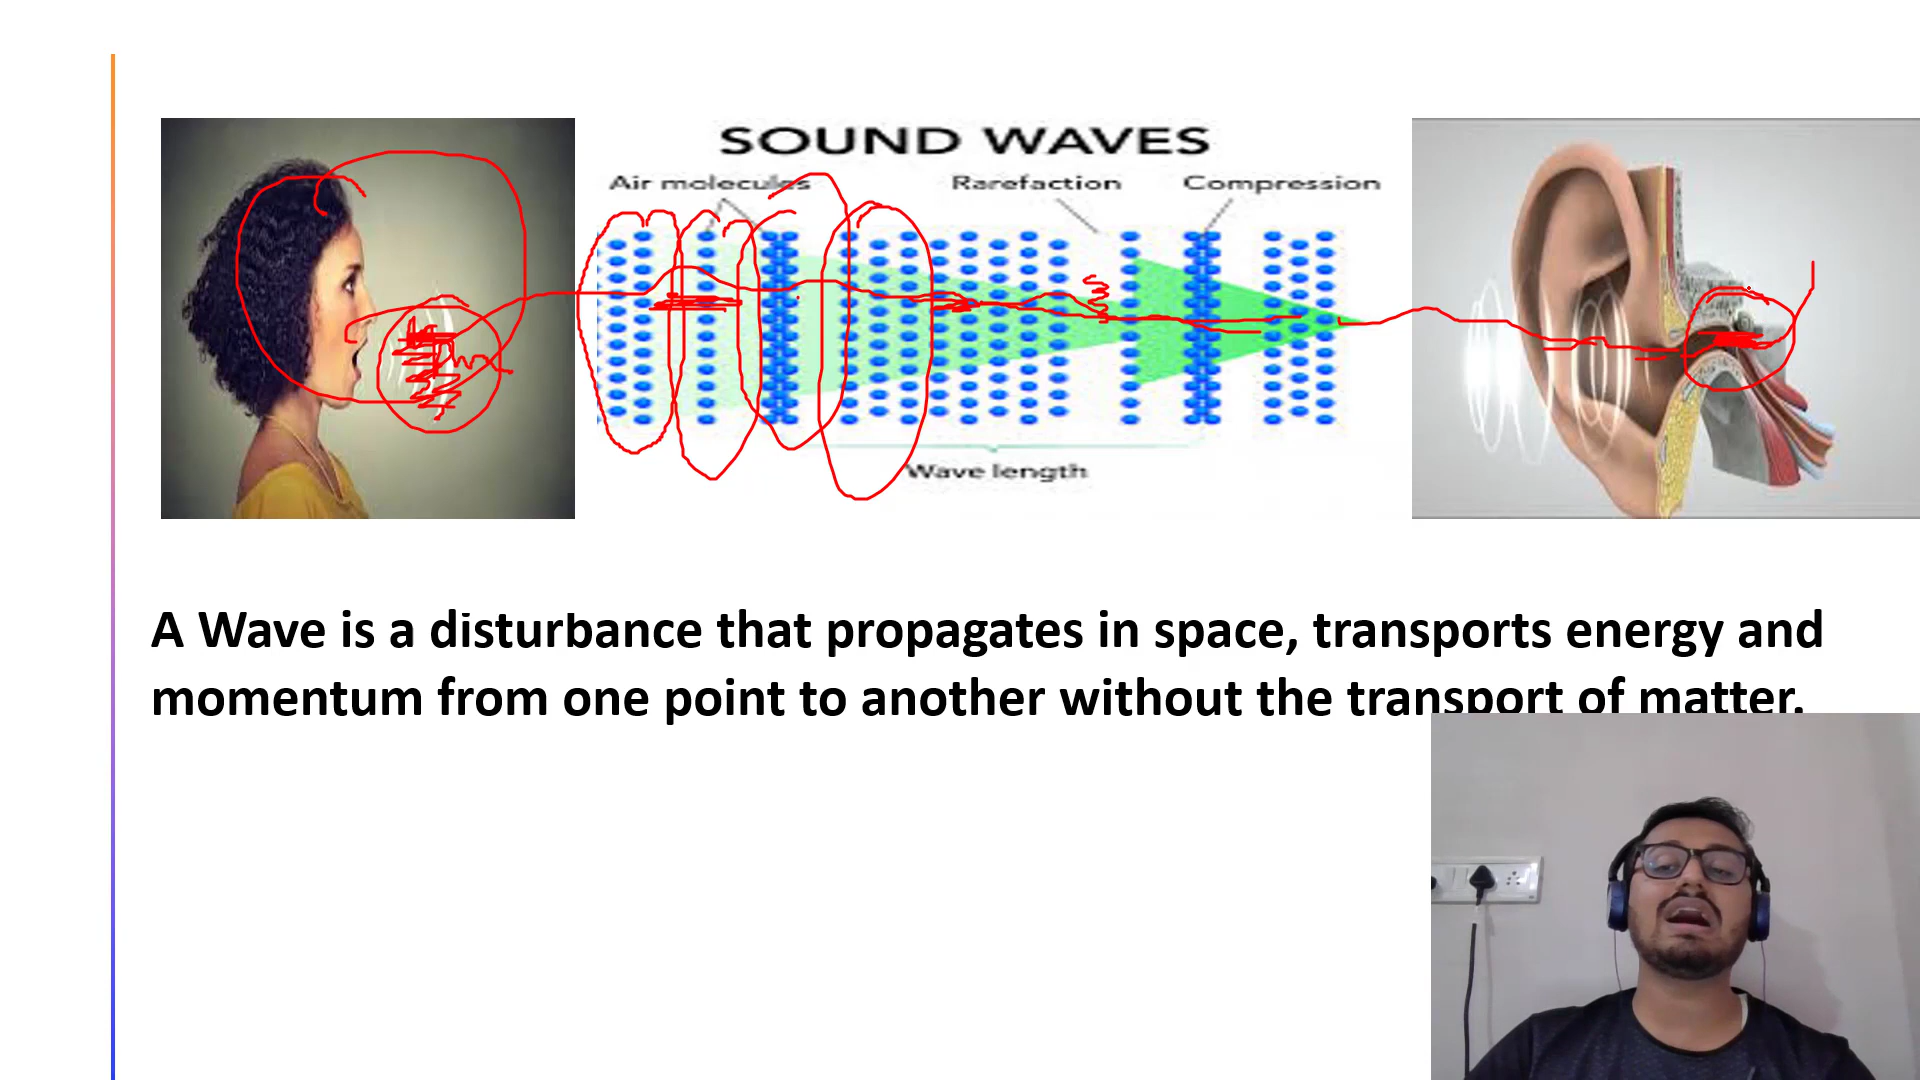 SOUND WAVES
Air molecules Rarefaction Compression
Wave length
A Wave is a disturbance that propagates in space, transports energy and
momentum from one point to another without the transport of matter.